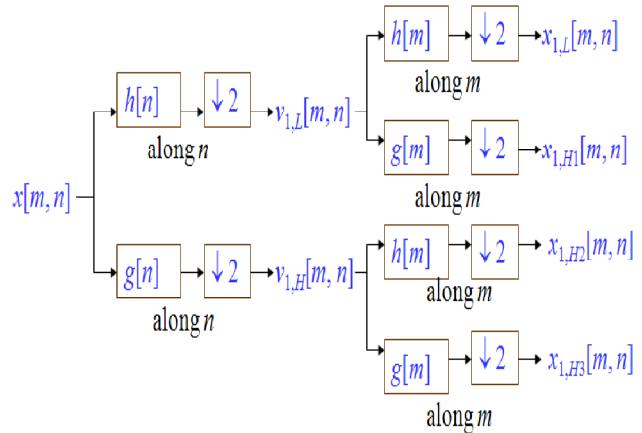 h[m] ↓2 x1,L[m, n]
along m
h[n] ↓2 v1,L[m, n]
along n
g[m] ↓2 x1,H1[m, n]
along m
x[m, n]
h[m] ↓2 x1,H2[m, n]
along m
g[n] ↓2 v1,H[m, n]
along n
g[m] ↓2 x1,H3[m, n]
along m